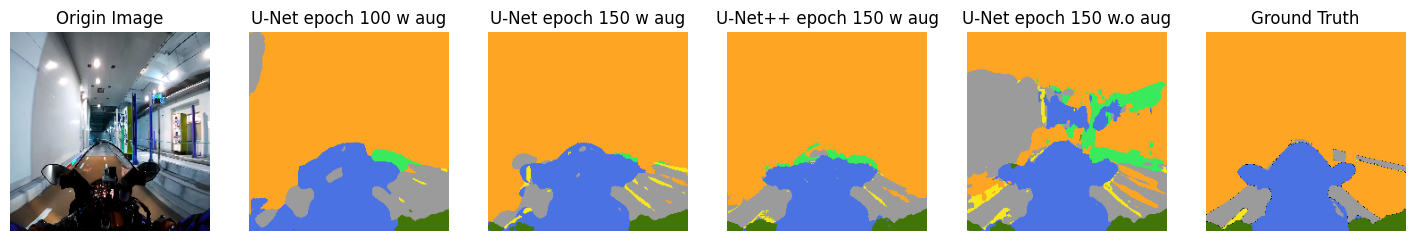 Origin Image
U-Net epoch 100 w aug
U-Net epoch 150 w aug
U-Net++ epoch 150 w aug
U-Net epoch 150 w.o aug
Ground Truth